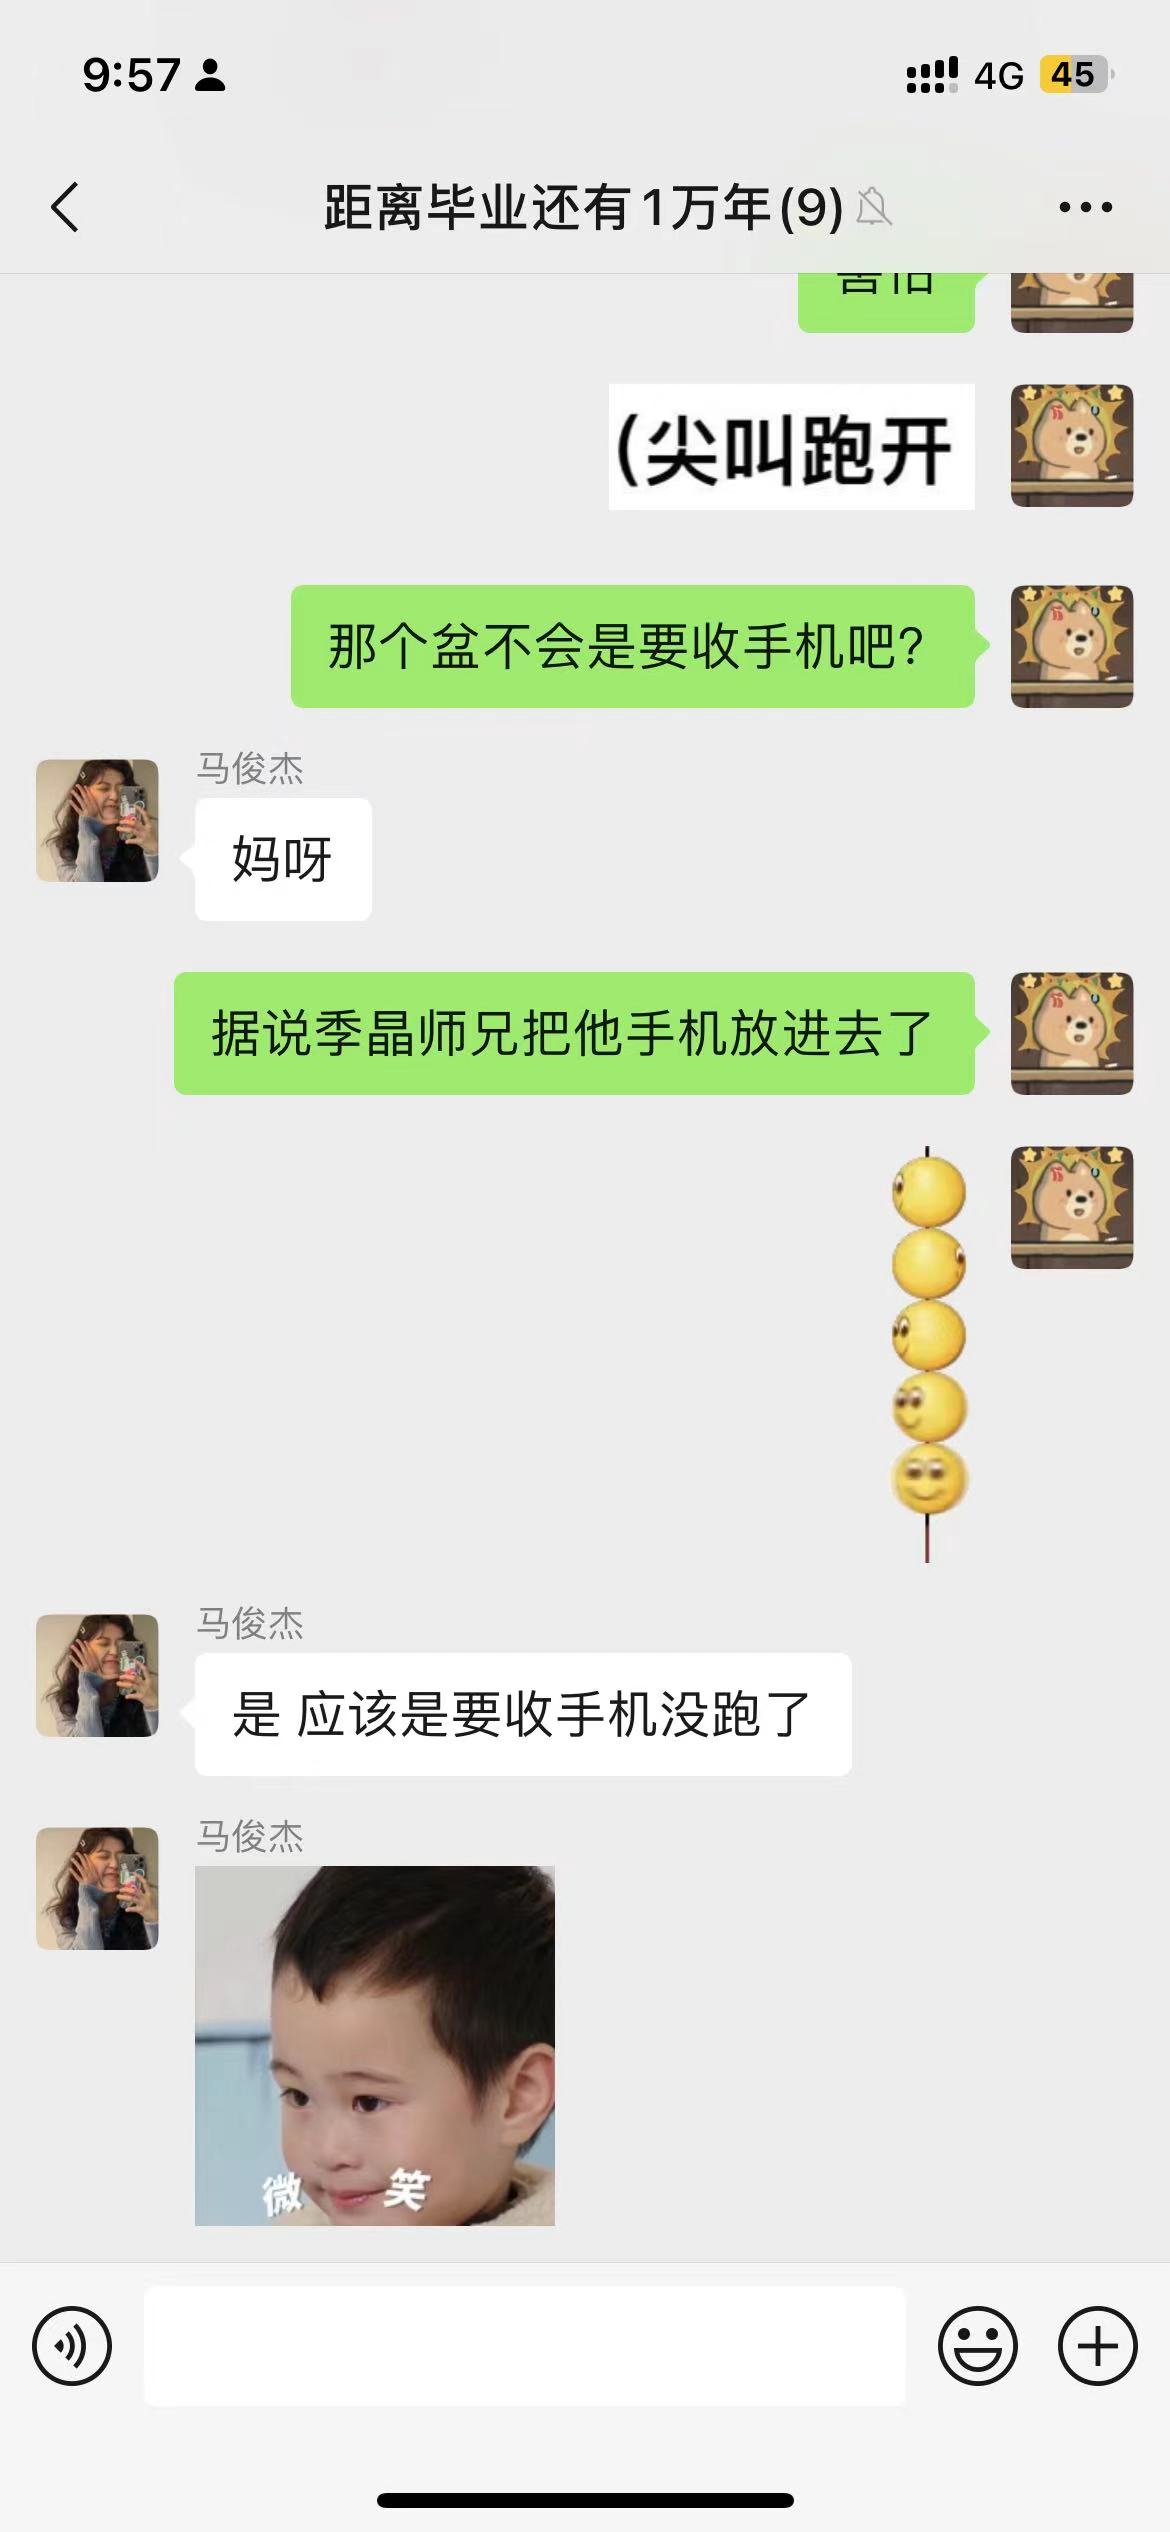 9:57
4G
45
距离毕业还有1万年(9)
害怕
(尖叫跑开
那个盆不会是要收手机吧?
马俊杰
妈呀
据说季晶师兄把他手机放进去了
马俊杰
是 应该是要收手机没跑了
马俊杰
微 笑